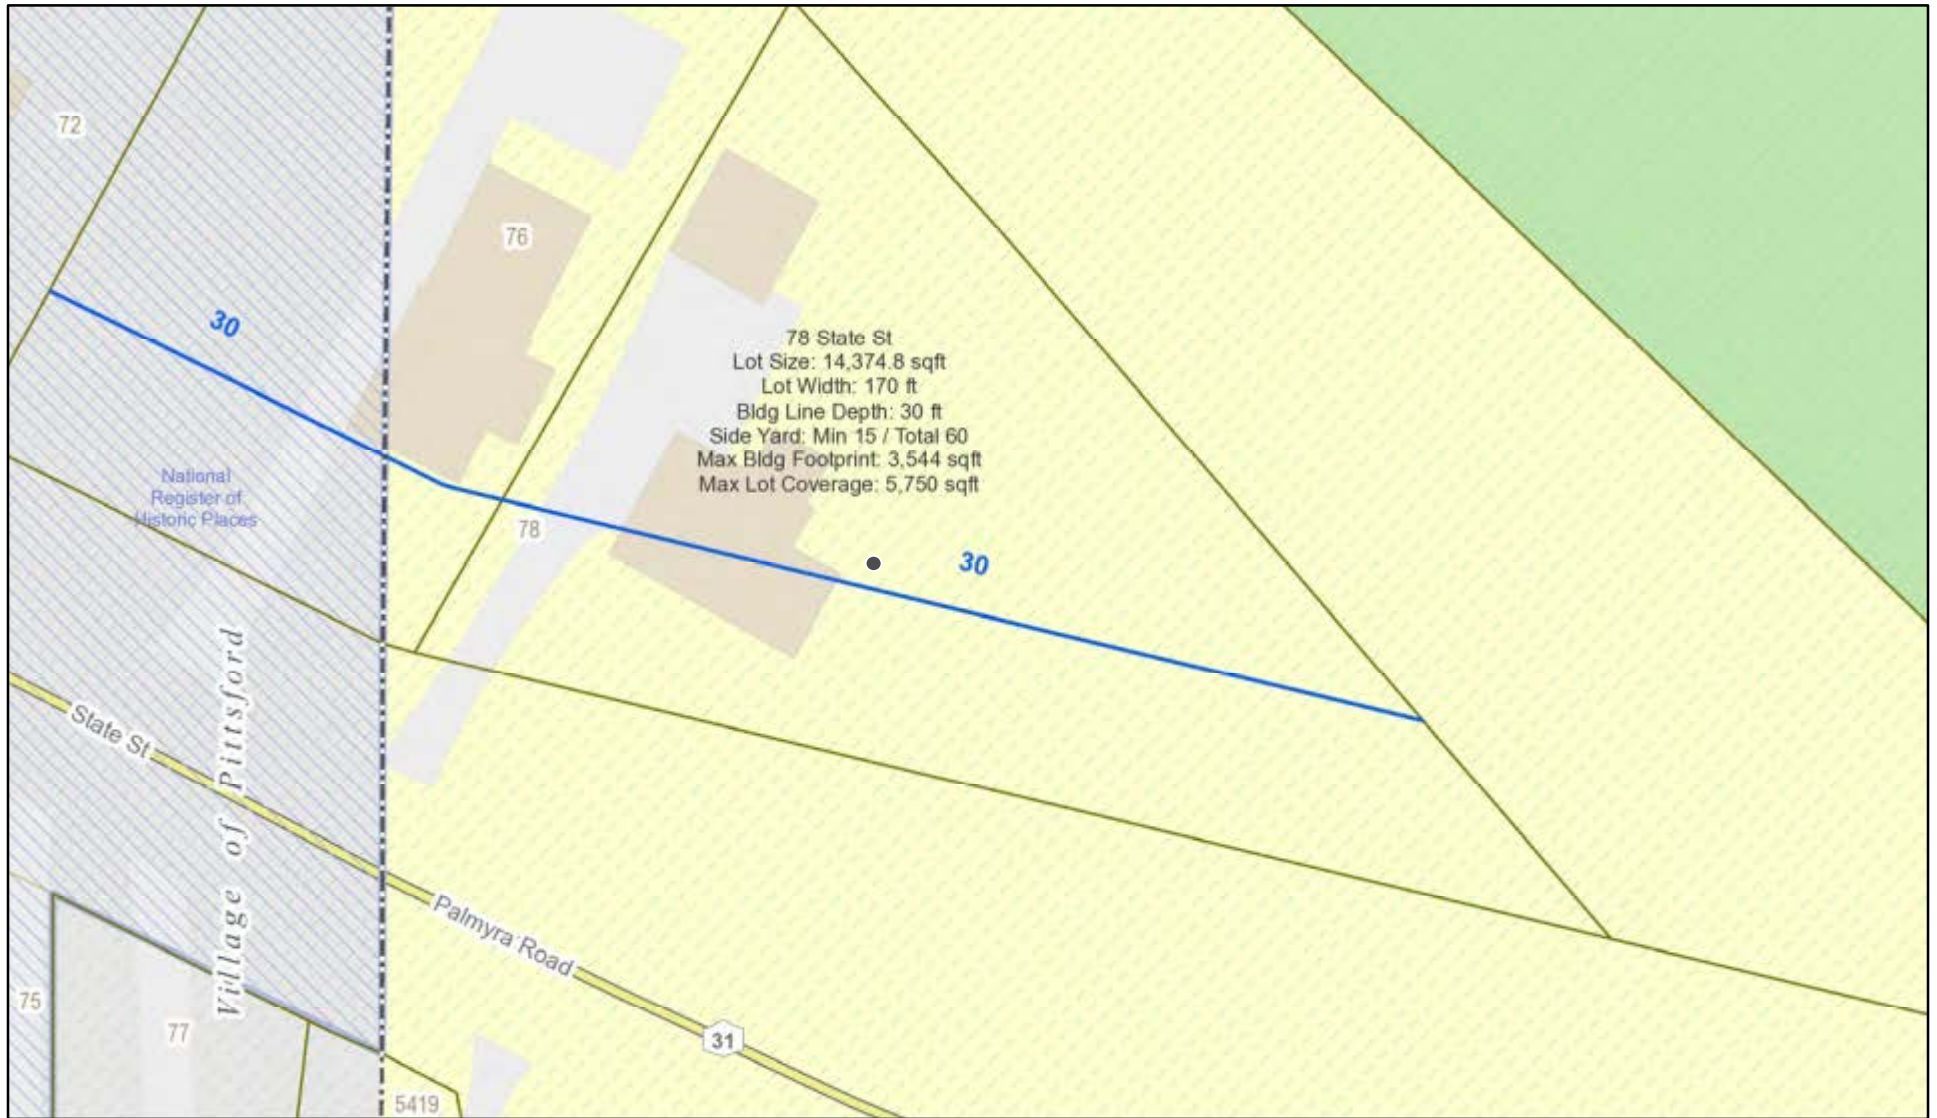 72
76
30
78 State St
Lot Size: 14,374.8 sqft
Lot Width: 170 ft
Bldg Line Depth: 30 ft
Side Yard: Min 15 / Total 60
Max Bldg Footprint: 3,544 sqft
Max Lot Coverage: 5,750 sqft
National
Register of
Historic Places
78
30
Village of Pittsford
State St
Palmyra Road
31
75
77
5419